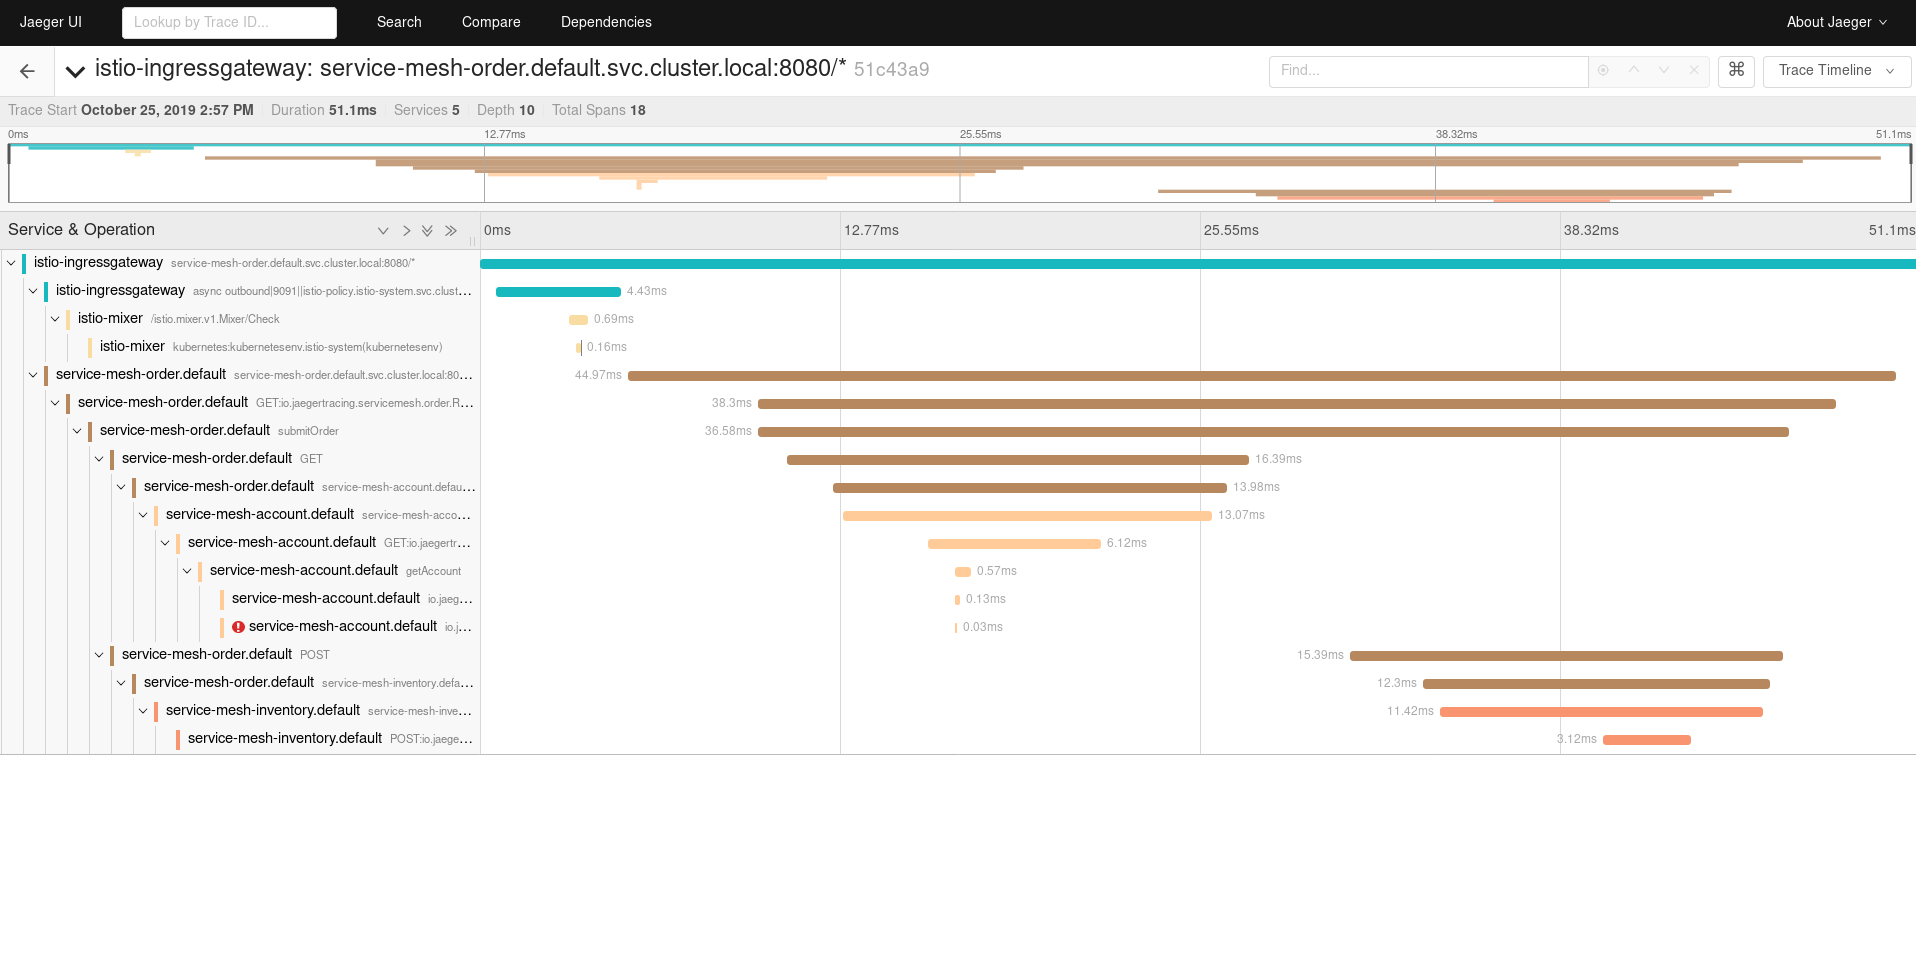 Jaeger UI Lookup by Trace ID... Search Compare Dependencies About Jaeger
istio-ingressgateway: service-mesh-order.default.svc.cluster.local:8080/* 51c43a9 Find... ⌘ Trace Timeline
Trace Start October 25, 2019 2:57 PM Duration 51.1ms Services 5 Depth 10 Total Spans 18
0ms 12.77ms 25.55ms 38.32ms 51.1ms
Service & Operation 0ms 12.77ms 25.55ms 38.32ms 51.1ms
istio-ingressgateway service-mesh-order.default.svc.cluster.local:8080/*
istio-ingressgateway async outbound|9091||istio-policy.istio-system.svc.clust... 4.43ms
istio-mixer /istio.mixer.v1.Mixer/Check 0.69ms
istio-mixer kubernetes:kubernetesenv.istio-system(kubernetesenv) 0.16ms
service-mesh-order.default service-mesh-order.default.svc.cluster.local:80... 44.97ms
service-mesh-order.default GET:io.jaegertracing.servicemesh.order.R... 38.3ms
service-mesh-order.default submitOrder 36.58ms
service-mesh-order.default GET 16.39ms
service-mesh-order.default service-mesh-account.defau... 13.98ms
service-mesh-account.default service-mesh-acco... 13.07ms
service-mesh-account.default GET:io.jaegertr... 6.12ms
service-mesh-account.default getAccount 0.57ms
service-mesh-account.default io.jaeg... 0.13ms
service-mesh-account.default io.j... 0.03ms
service-mesh-order.default POST 15.39ms
service-mesh-order.default service-mesh-inventory.defa... 12.3ms
service-mesh-inventory.default service-mesh-inve... 11.42ms
service-mesh-inventory.default POST:io.jaege... 3.12ms